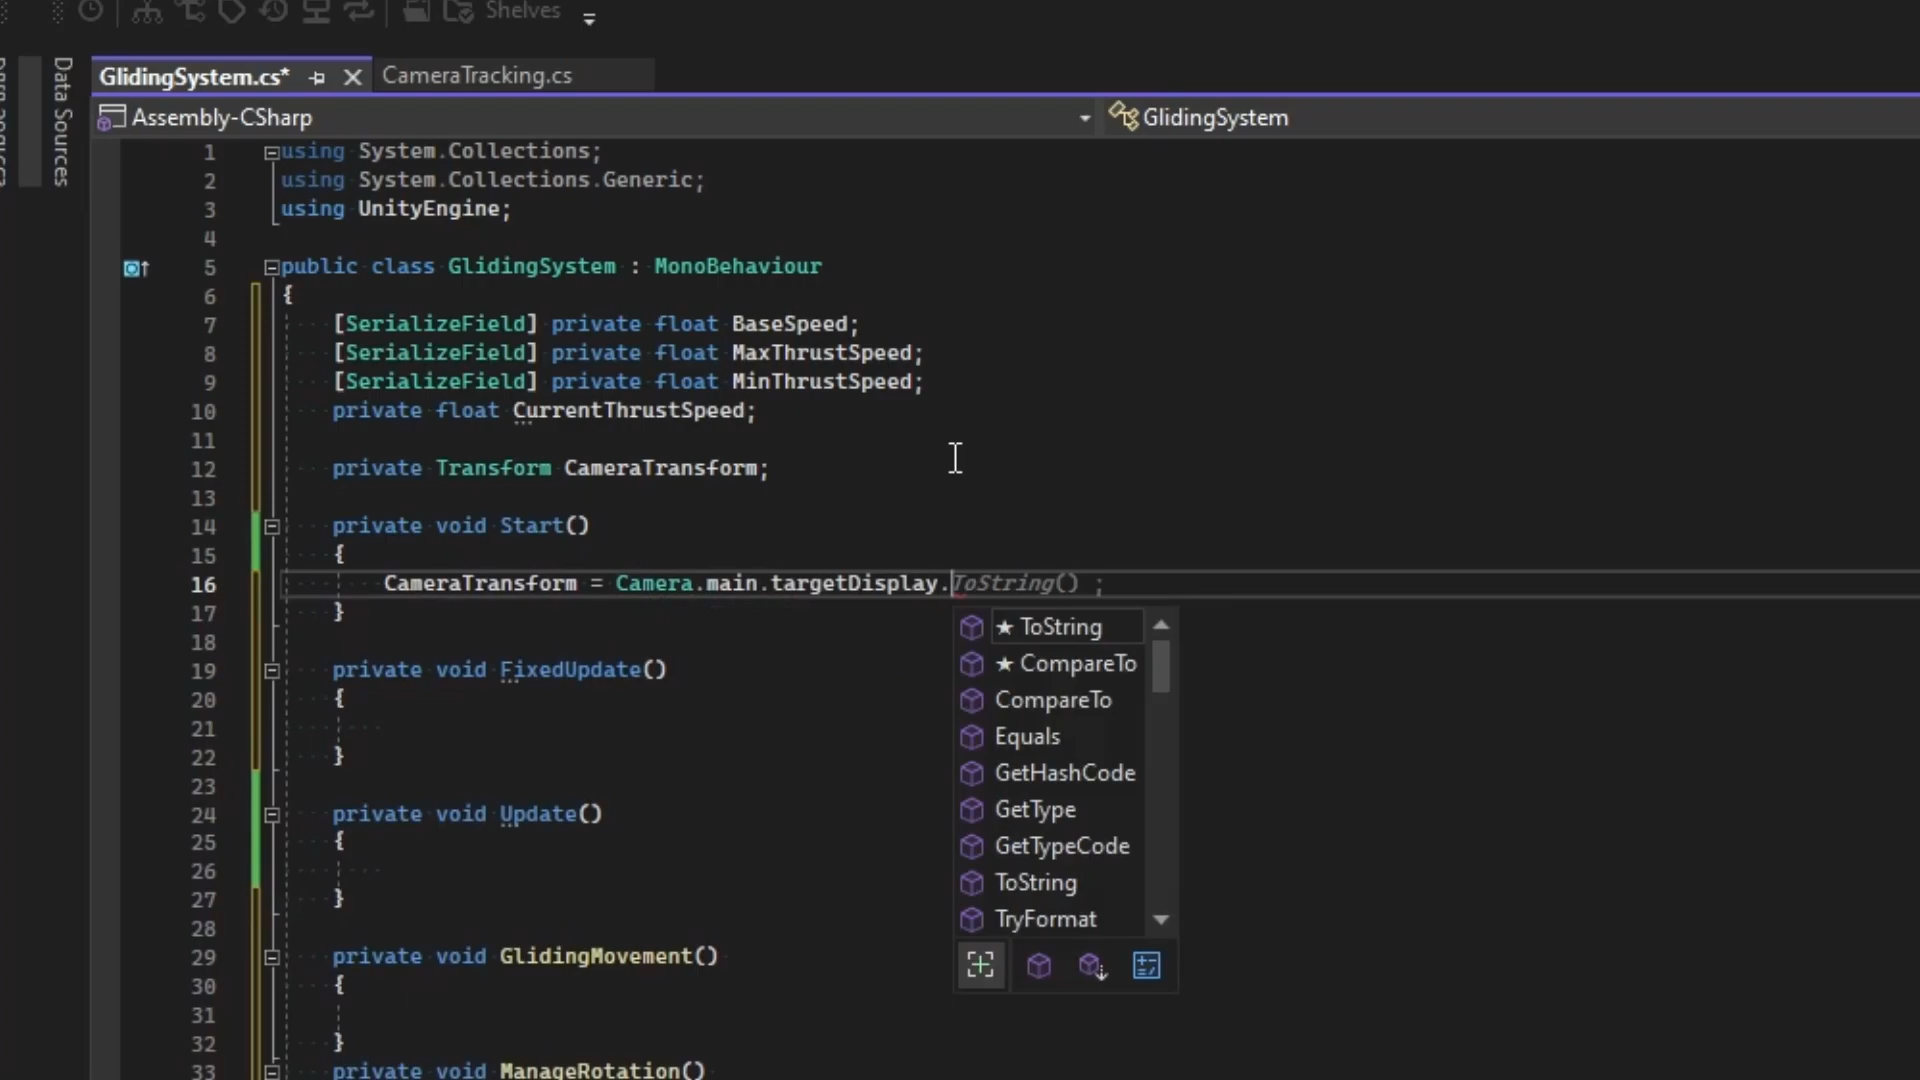 Shelves
Data Sources
GlidingSystem.cs*
CameraTracking.cs
Assembly-CSharp
GlidingSystem
1 using System.Collections;
2 using System.Collections.Generic;
3 using UnityEngine;
4
5 public class GlidingSystem : MonoBehaviour
6 {
7 [SerializeField] private float BaseSpeed;
8 [SerializeField] private float MaxThrustSpeed;
9 [SerializeField] private float MinThrustSpeed;
10 private float CurrentThrustSpeed;
11
12 private Transform CameraTransform;
13
14 private void Start()
15 {
16 CameraTransform = Camera.main.targetDisplay.ToString() ;
17 }
18
19 private void FixedUpdate()
20 {
21
22 }
23
24 private void Update()
25 {
26
27 }
28
29 private void GlidingMovement()
30 {
31
32 }
33 private void ManageRotation()
★ ToString
★ CompareTo
CompareTo
Equals
GetHashCode
GetType
GetTypeCode
ToString
TryFormat